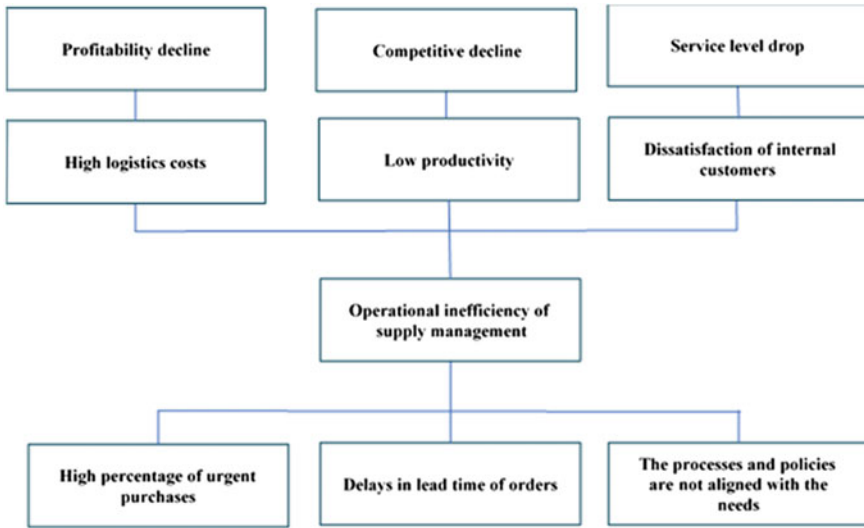 Profitability decline
Competitive decline
Service level drop
High logistics costs
Low productivity
Dissatisfaction of internal
customers
Operational inefficiency of
supply management
High percentage of urgent
purchases
Delays in lead time of orders
The processes and policies
are not aligned with the
needs